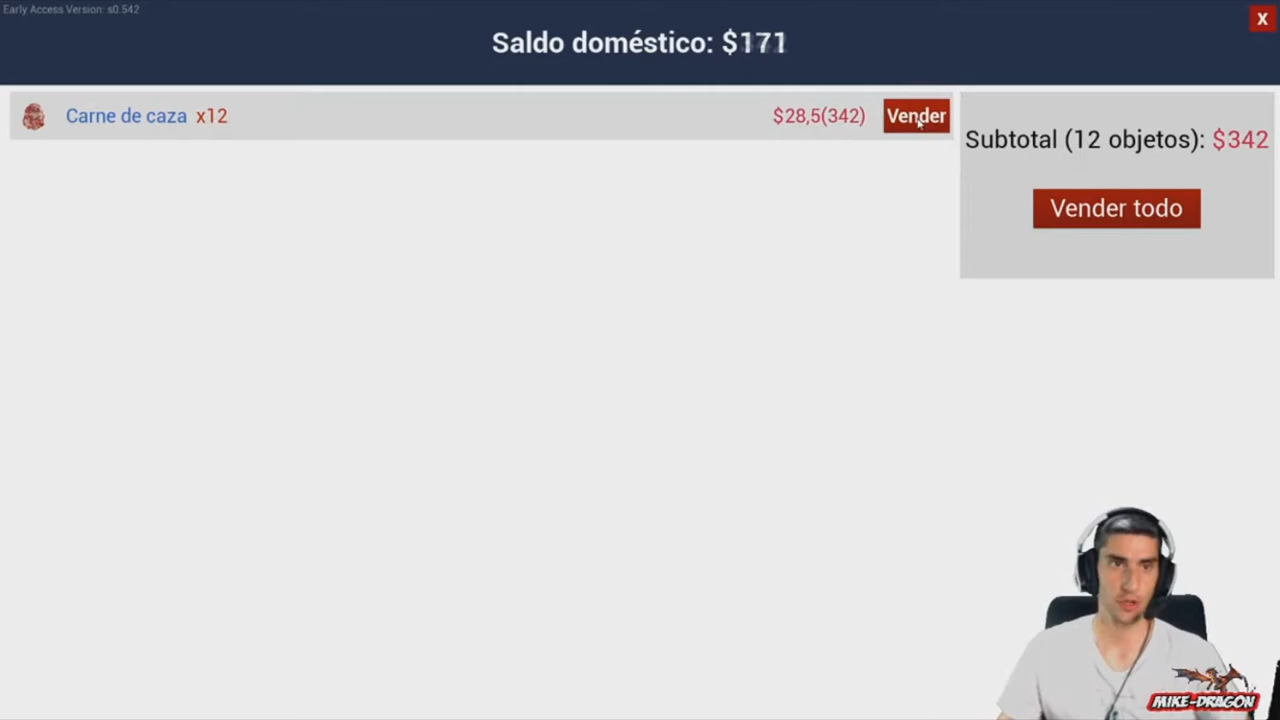 Early Access Version: s0.542
X
Saldo doméstico: $171
Carne de caza x12 $28,5(342) Vender
Subtotal (12 objetos): $342
Vender todo
MIKE-DRAGON